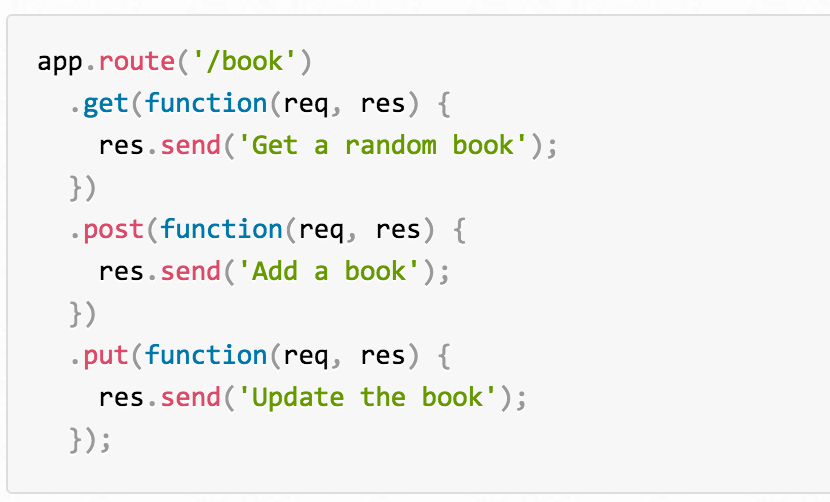 app.route('/book')
  .get(function(req, res) {
    res.send('Get a random book');
  })
  .post(function(req, res) {
    res.send('Add a book');
  })
  .put(function(req, res) {
    res.send('Update the book');
  });